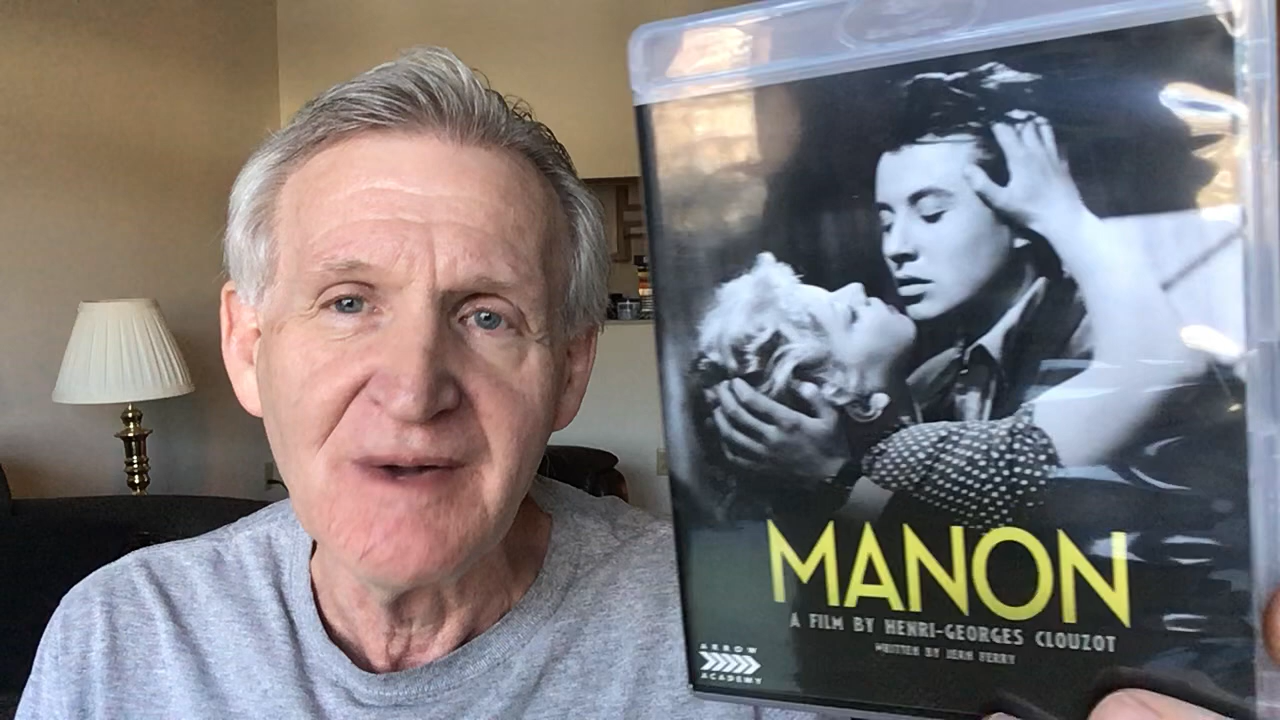 MANON
A FILM BY HENRI-GEORGES CLOUZOT
WRITTEN BY JEAN FERRY
ARROW
ACADEMY